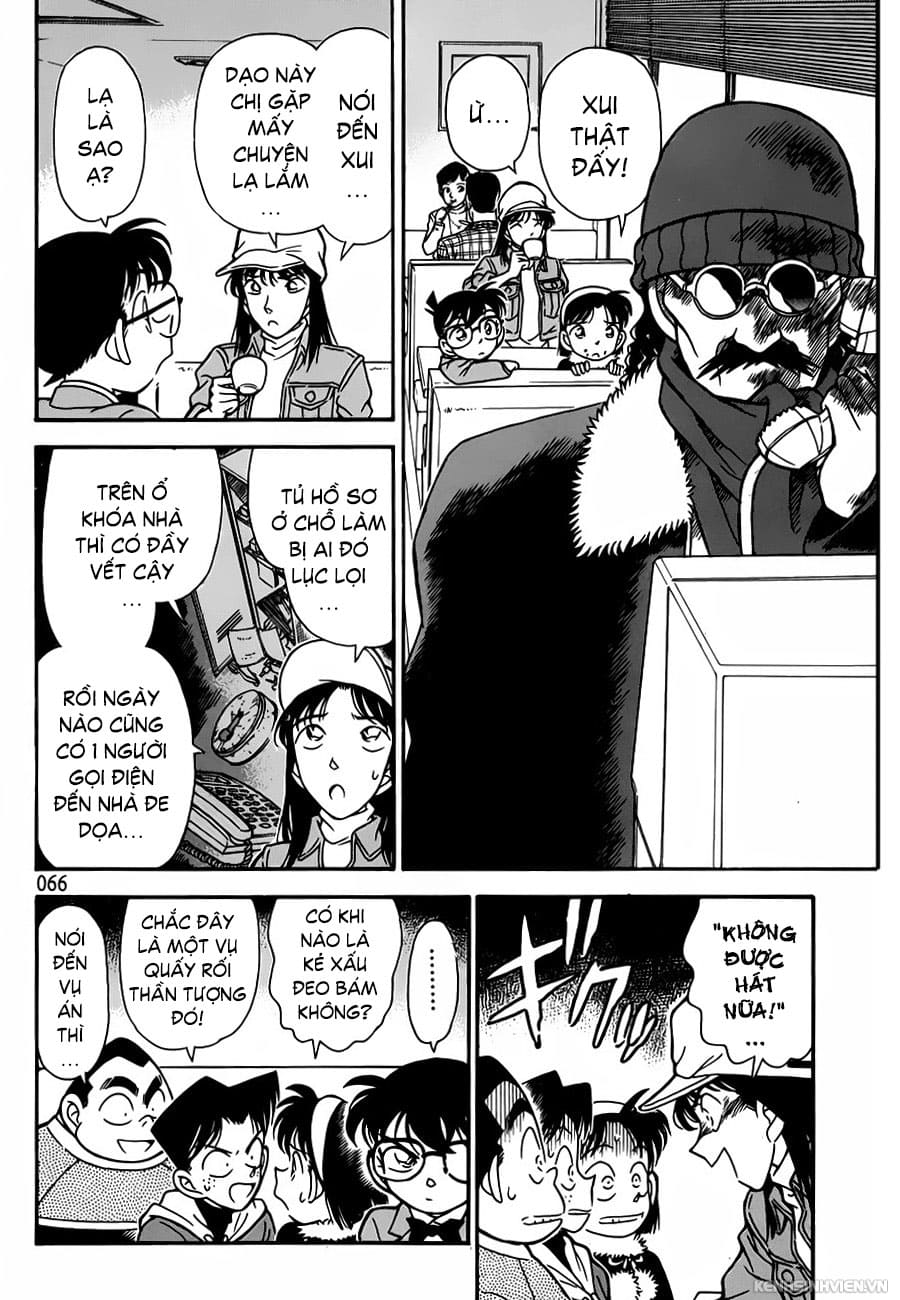 XUI
THẬT
ĐẤY!
Ừ...
NÓI
ĐẾN
XUI
...
DẠO NÀY
CHỊ GẶP
MẤY
CHUYỆN
LẠ LẮM
...
LẠ
LÀ
SAO
Ạ?
TỦ HỒ SƠ
Ở CHỖ LÀM
BỊ AI ĐÓ
LỤC LỌI
...
TRÊN Ổ
KHÓA NHÀ
THÌ CÓ ĐẦY
VẾT CẬY
...
RỒI NGÀY
NÀO CŨNG
CÓ 1 NGƯỜI
GỌI ĐIỆN
ĐẾN NHÀ ĐE
DỌA...
066
"KHÔNG
ĐƯỢC
HÁT
NỮA!"
...
.........
CÓ KHI
NÀO LÀ
KẺ XẤU
ĐEO BÁM
KHÔNG?
CHẮC ĐÂY
LÀ MỘT VỤ
QUẤY RỐI
THẦN TƯỢNG
ĐÓ!
NÓI
ĐẾN
VỤ
ÁN
THÌ
...
KENHSINHVIEN.VN